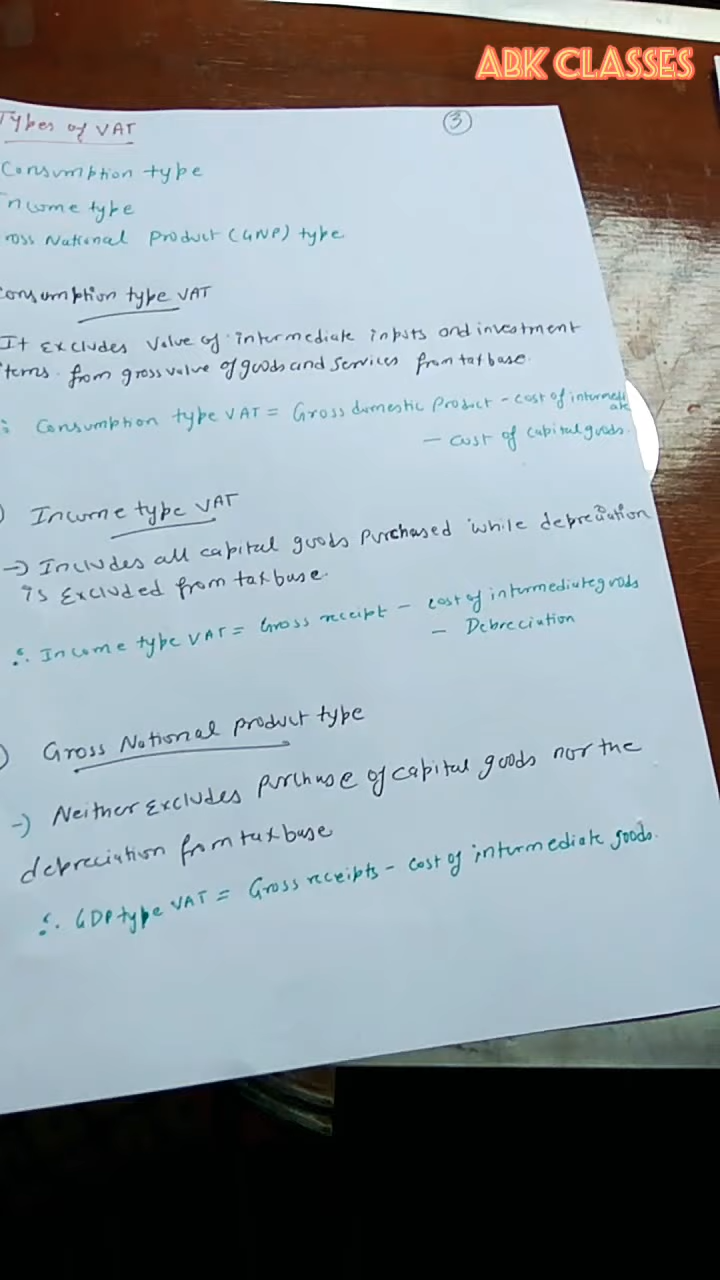 ABK CLASSES
Types of VAT
3
Consumption type
Income type
ross National Product (GNP) type
onsumption type VAT
It Excludes value of intermediate inputs and investment
tems from gross value of goods and services from tax base.
∴ Consumption type VAT = Gross domestic Product - cost of intermedi
ate
- cost of capital goods.
) Income type VAT
→ Includes all capital goods purchased while depreciation
is Excluded from tax base.
∴ Income type VAT = Gross receipt - cost of intermediate goods
- Depreciation
) Gross National product type
→ Neither Excludes purchase of capital goods nor the
depreciation from tax base
∴ GDP type VAT = Gross receipts - cost of intermediate goods.